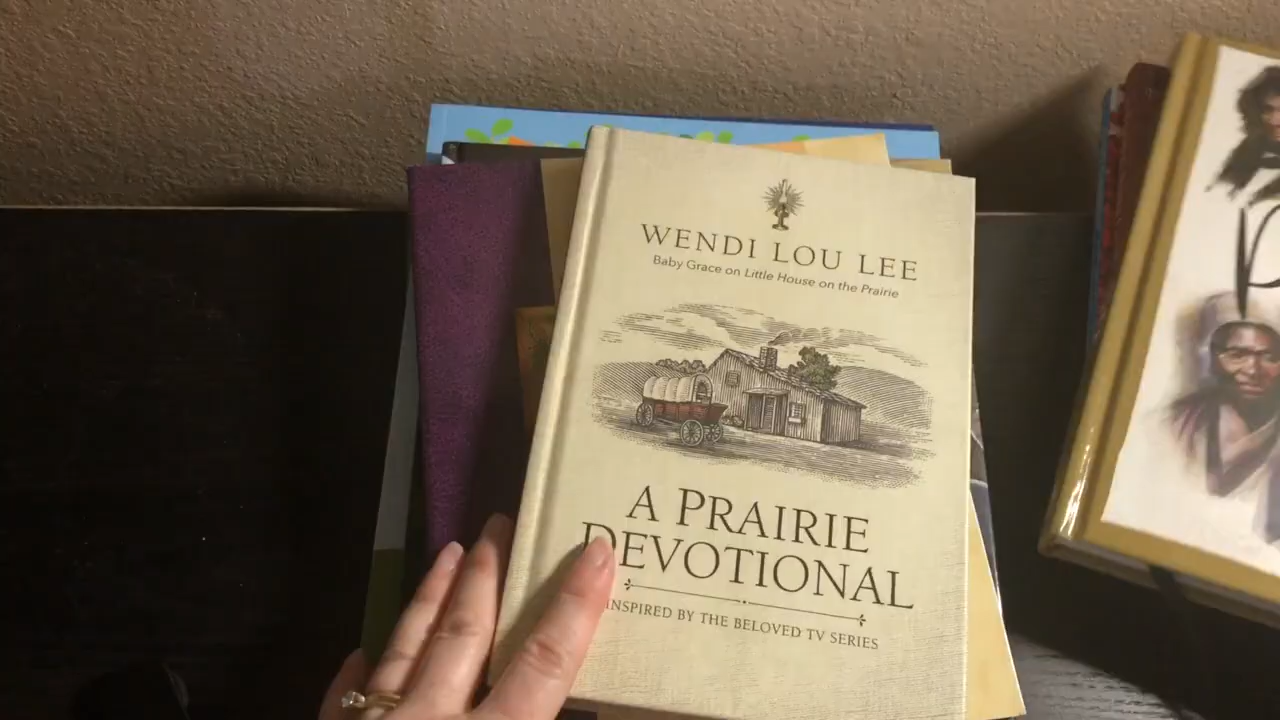 WENDI LOU LEE
Baby Grace on Little House on the Prairie
A PRAIRIE
DEVOTIONAL
INSPIRED BY THE BELOVED TV SERIES